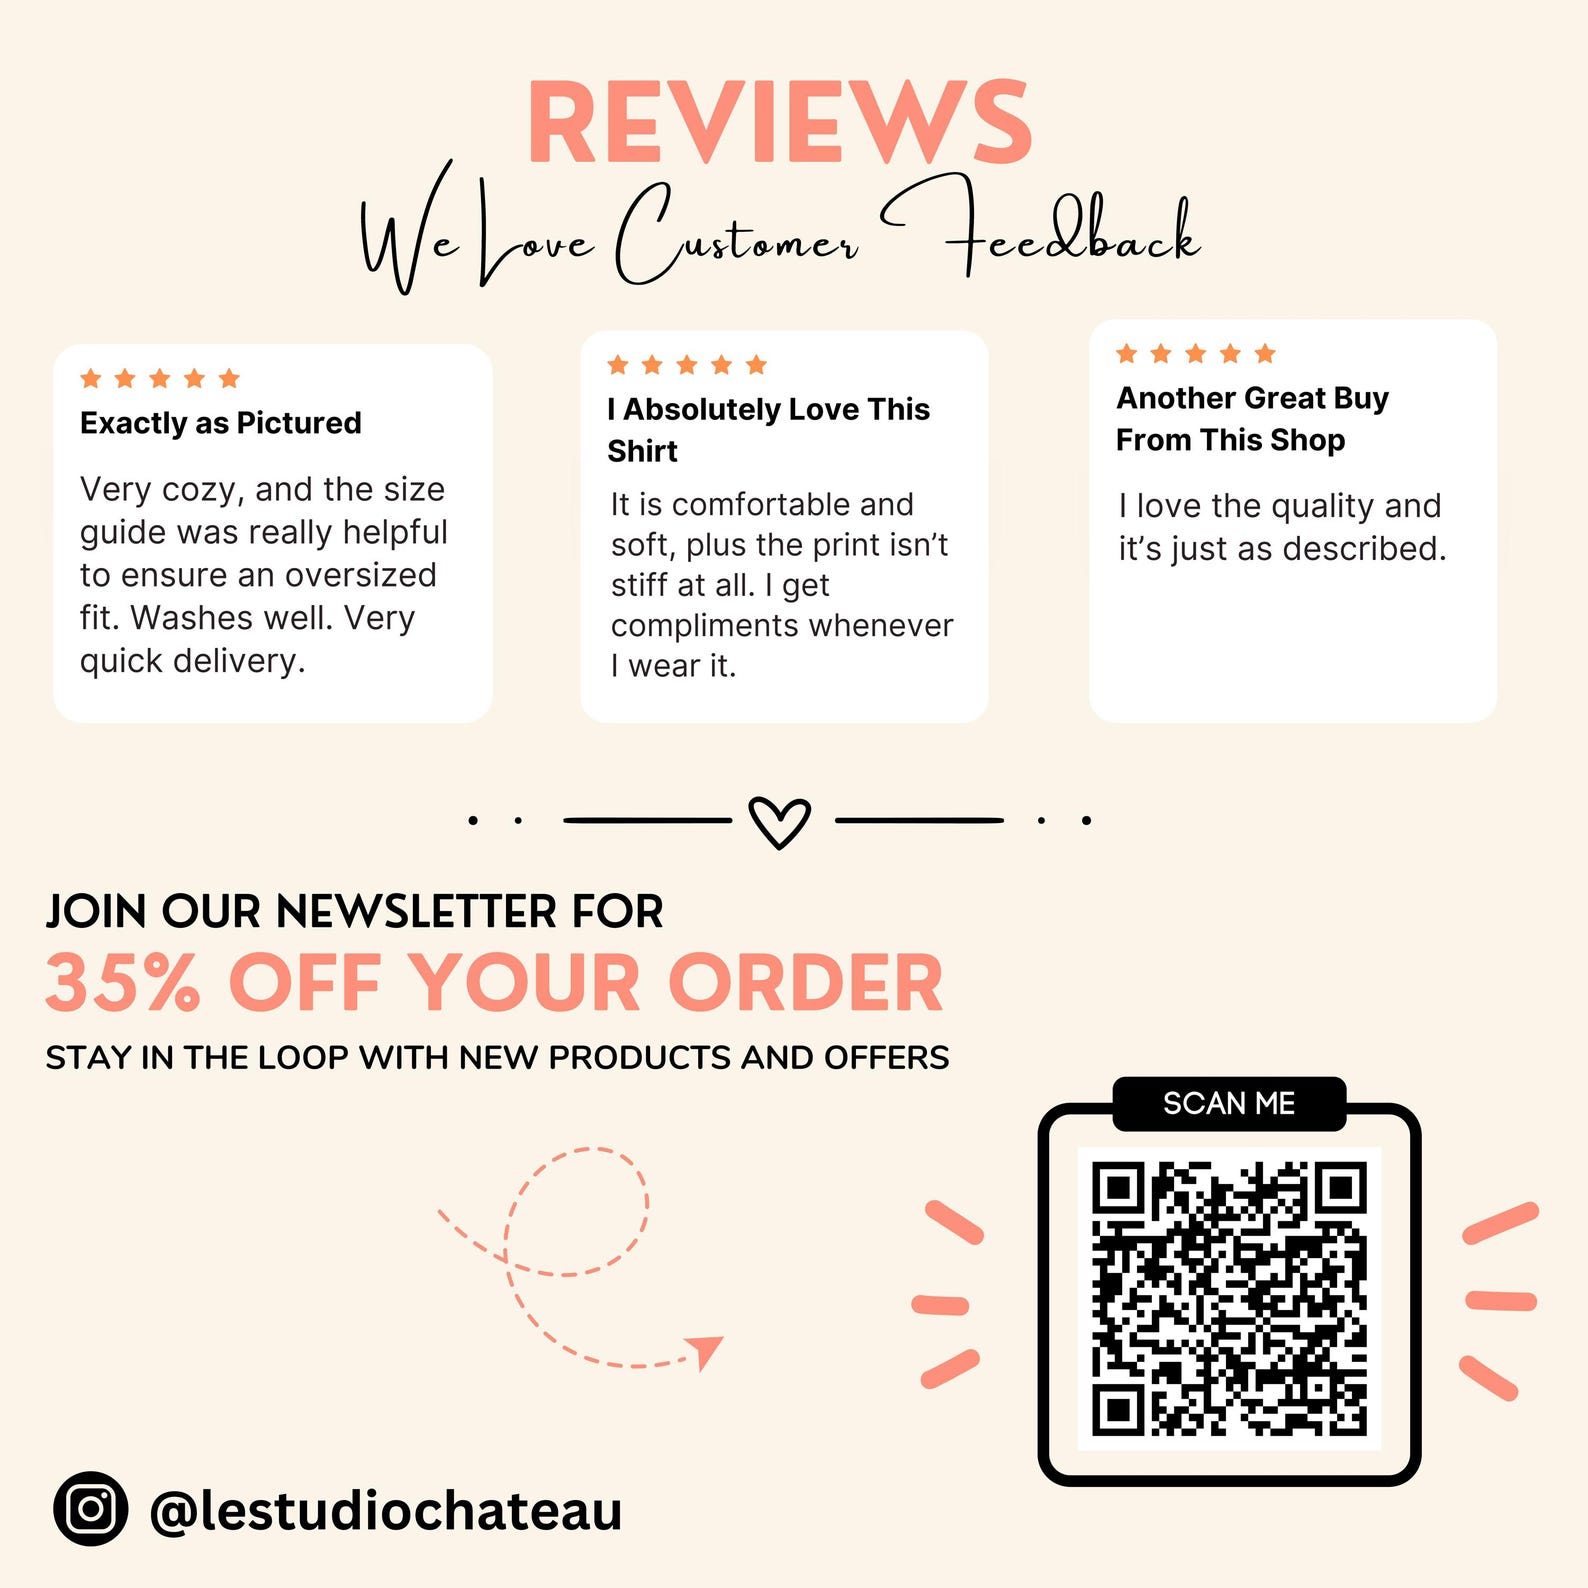 REVIEWS
We Love Customer Feedback
Exactly as Pictured
Very cozy, and the size
guide was really helpful
to ensure an oversized
fit. Washes well. Very
quick delivery.
I Absolutely Love This
Shirt
It is comfortable and
soft, plus the print isn’t
stiff at all. I get
compliments whenever
I wear it.
Another Great Buy
From This Shop
I love the quality and
it’s just as described.
JOIN OUR NEWSLETTER FOR
35% OFF YOUR ORDER
STAY IN THE LOOP WITH NEW PRODUCTS AND OFFERS
SCAN ME
@lestudiochateau